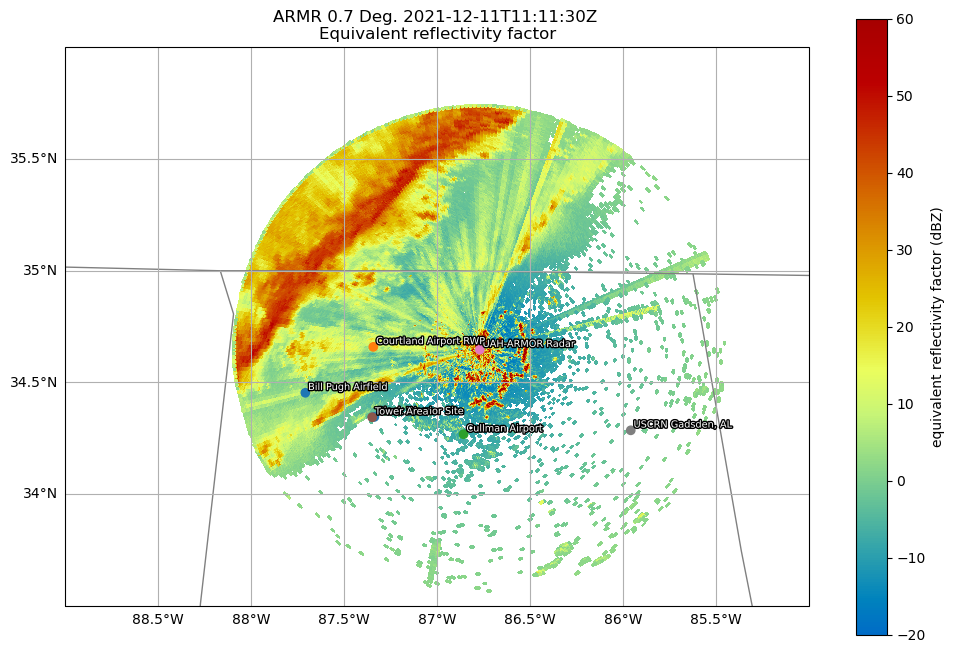 ARMR 0.7 Deg. 2021-12-11T11:11:30Z
Equivalent reflectivity factor
60
50
40
30
20
10
0
−10
−20
equivalent reflectivity factor (dBZ)
35.5°N
35°N
34.5°N
34°N
Courtland Airport RWP
UAH-ARMOR Radar
Bill Pugh Airfield
Tower
Site
Cullman Airport
USCRN Gadsden, AL
88.5°W
88°W
87.5°W
87°W
86.5°W
86°W
85.5°W